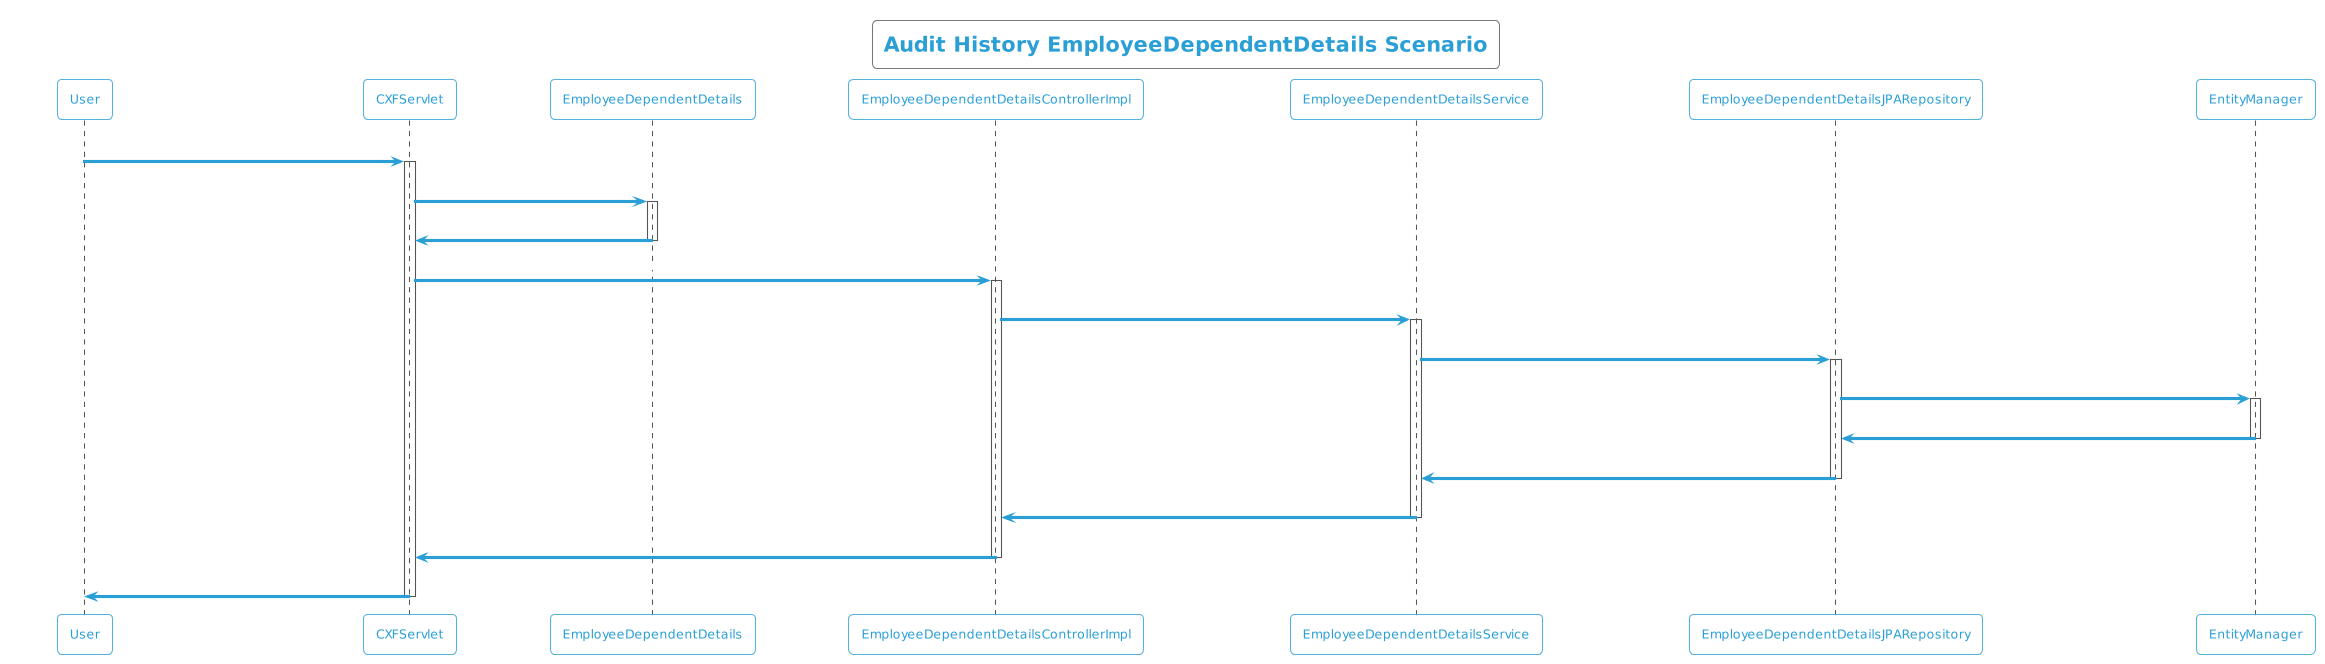 Audit History EmployeeDependentDetails Scenario
User
CXFServlet
EmployeeDependentDetails
EmployeeDependentDetailsControllerImpl
EmployeeDependentDetailsService
EmployeeDependentDetailsJPARepository
EntityManager
User
CXFServlet
EmployeeDependentDetails
EmployeeDependentDetailsControllerImpl
EmployeeDependentDetailsService
EmployeeDependentDetailsJPARepository
EntityManager